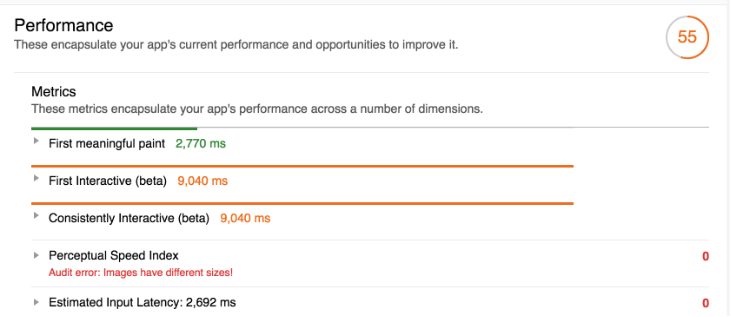 Performance
These encapsulate your app's current performance and opportunities to improve it.
55
Metrics
These metrics encapsulate your app's performance across a number of dimensions.
First meaningful paint 2,770 ms
First Interactive (beta) 9,040 ms
Consistently Interactive (beta) 9,040 ms
Perceptual Speed Index 0
Audit error: Images have different sizes!
Estimated Input Latency: 2,692 ms 0